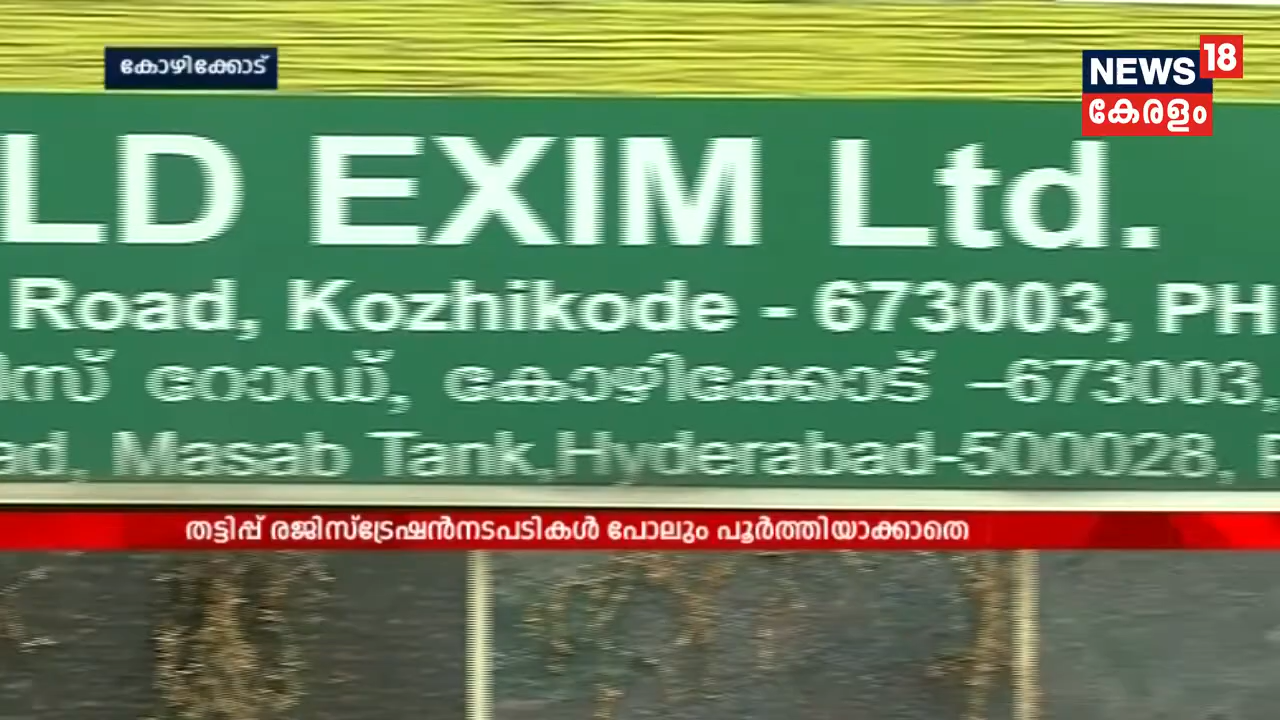 കോഴിക്കോട്
NEWS 18
കേരളം
LD EXIM Ltd.
Road, Kozhikode - 673003, PH
റോഡ്, കോഴിക്കോട് –673003,
Masab Tank,Hyderabad-500028,
തട്ടിപ്പ് രജിസ്ട്രേഷൻനടപടികൾ പോലും പൂർത്തിയാക്കാതെ